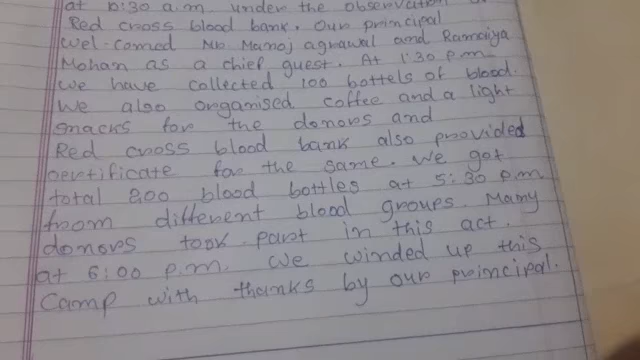 at 10:30 a.m. under the observation
Red cross blood bank. Our principal
wel-comed Mr. Manoj agrawal and Ramaiya
Mohan as a chief guest. At 1:30 p.m.
we have collected 100 bottels of blood.
We also organised coffee and a light
snacks for the donors and
Red cross blood bank also provided
certificate for the same. We got
total 200 blood bottles at 5:30 p.m
from different blood groups. Many
donors took part in this act.
at 6:00 p.m. We winded up this
Camp with thanks by our principal.